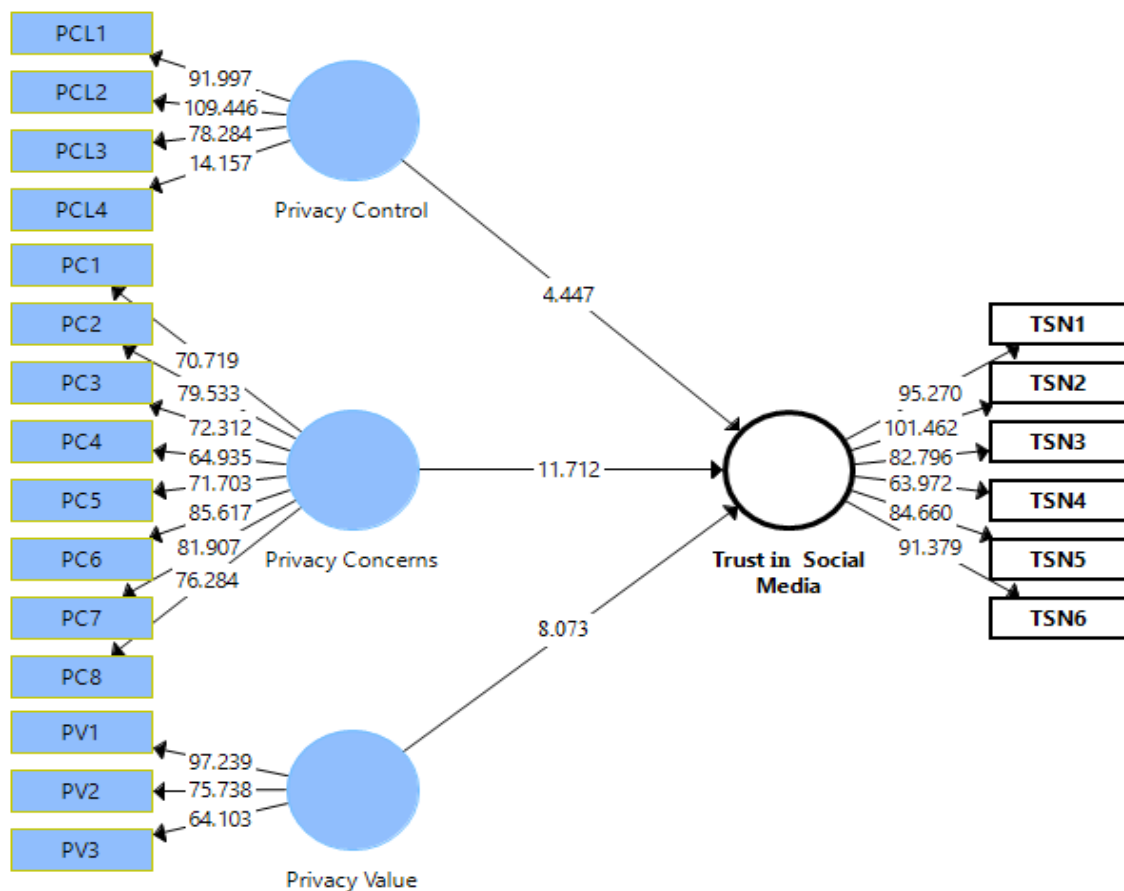 PCL1
PCL2
PCL3
PCL4
91.997
109.446
78.284
14.157
Privacy Control
4.447
PC1
PC2
PC3
PC4
PC5
PC6
PC7
PC8
70.719
79.533
72.312
64.935
71.703
85.617
81.907
76.284
Privacy Concerns
11.712
PV1
PV2
PV3
97.239
75.738
64.103
Privacy Value
8.073
Trust in Social
Media
95.270
101.462
82.796
63.972
84.660
91.379
TSN1
TSN2
TSN3
TSN4
TSN5
TSN6